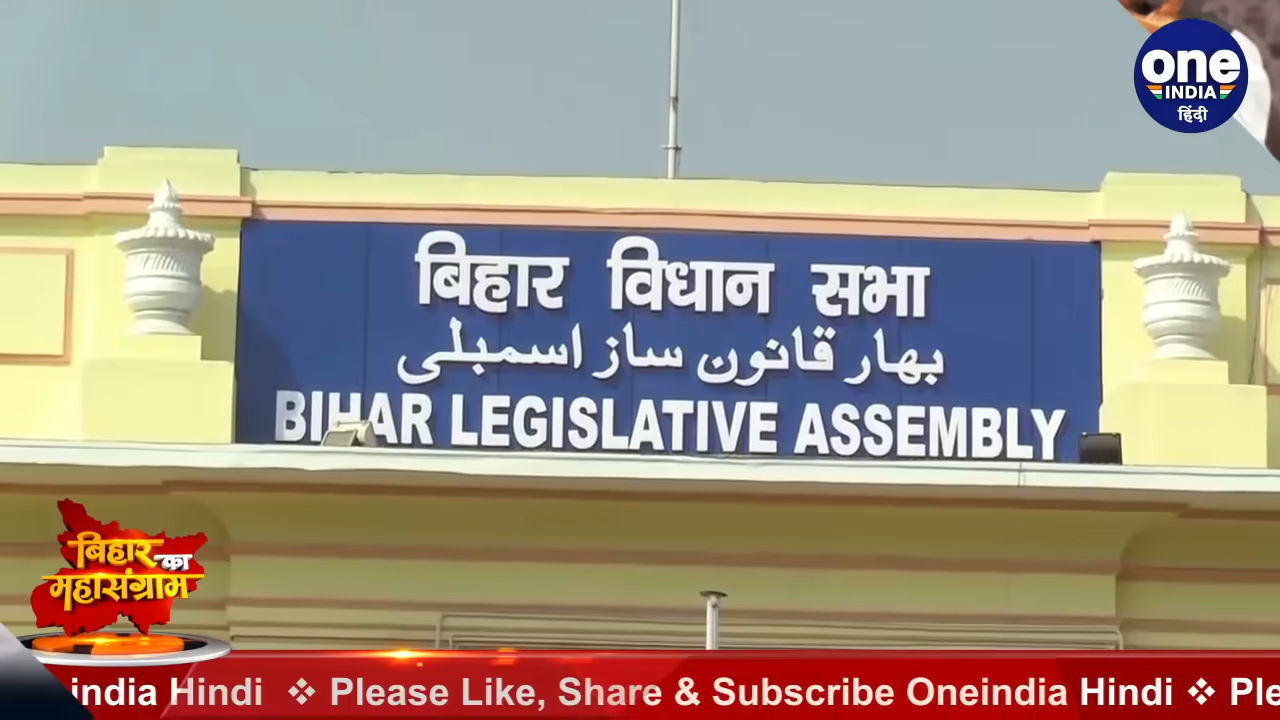 one
INDIA
हिंदी
बिहार विधान सभा
بهار قانون ساز اسمبلی
BIHAR LEGISLATIVE ASSEMBLY
बिहार का
महासंग्राम
india Hindi ❖ Please Like, Share & Subscribe Oneindia Hindi ❖ Ple